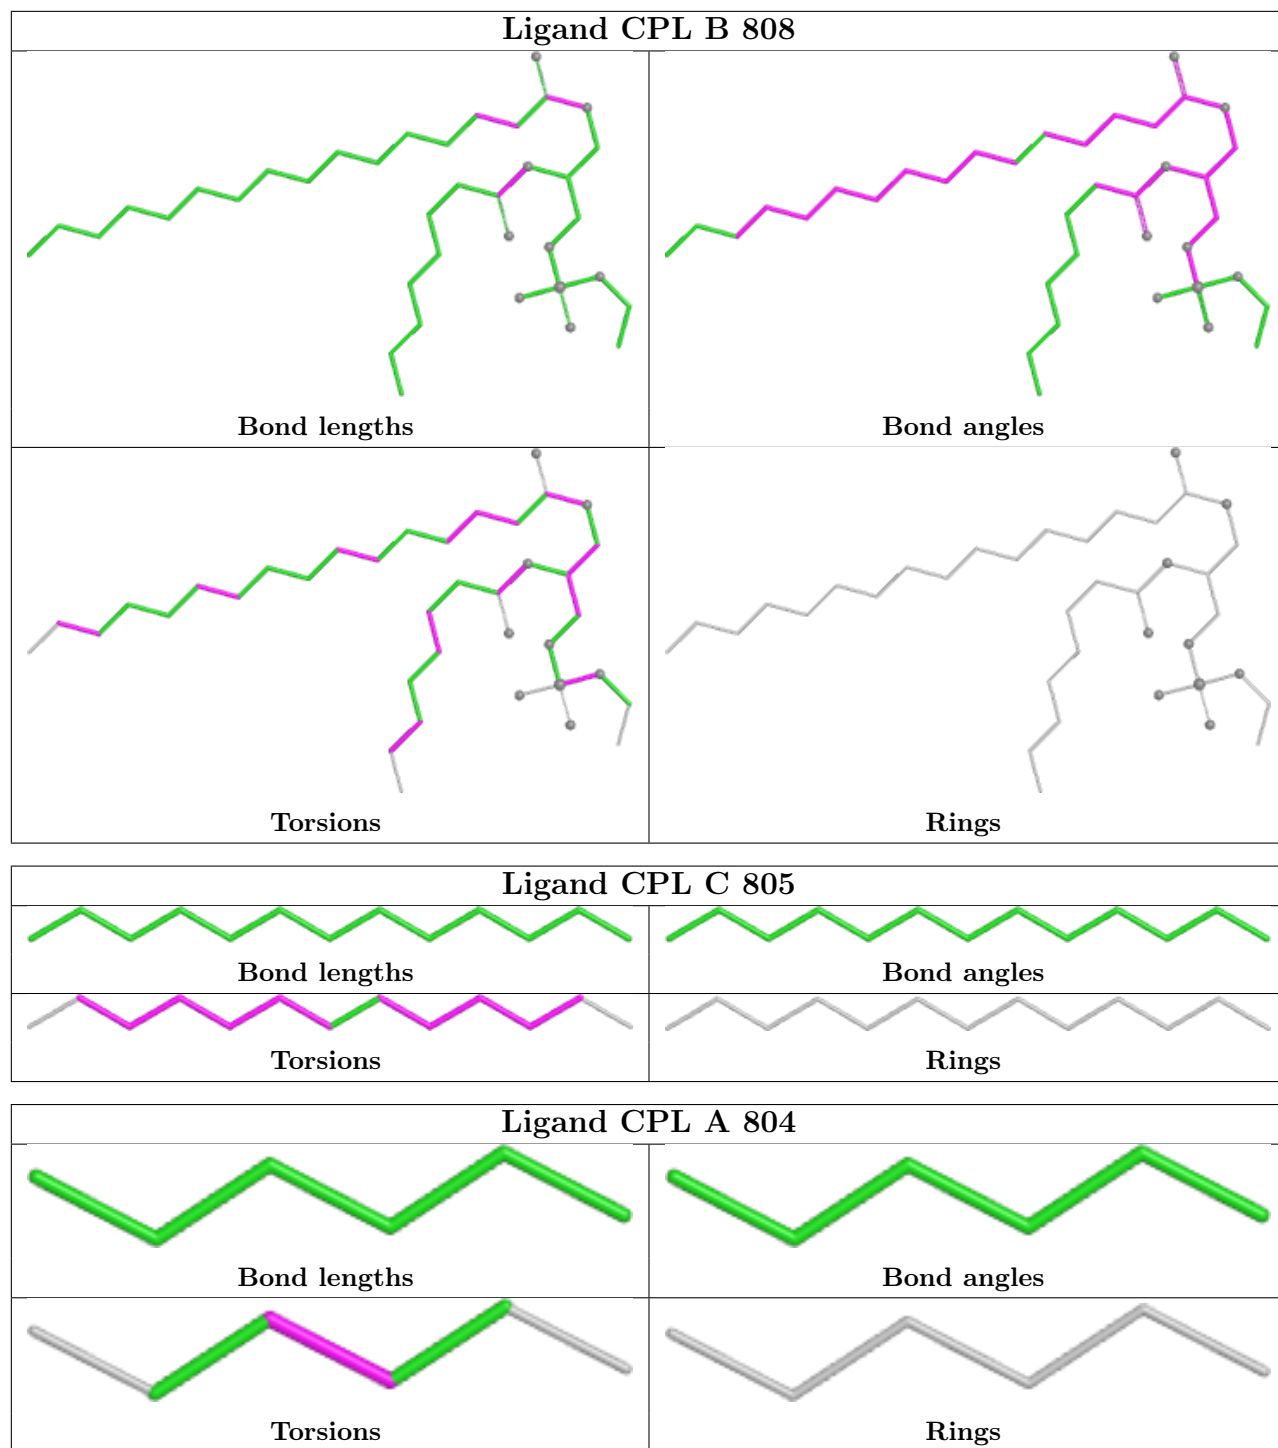 Ligand CPL B 808
Bond lengths
Bond angles
Torsions
Rings
Ligand CPL C 805
Bond lengths
Bond angles
Torsions
Rings
Ligand CPL A 804
Bond lengths
Bond angles
Torsions
Rings